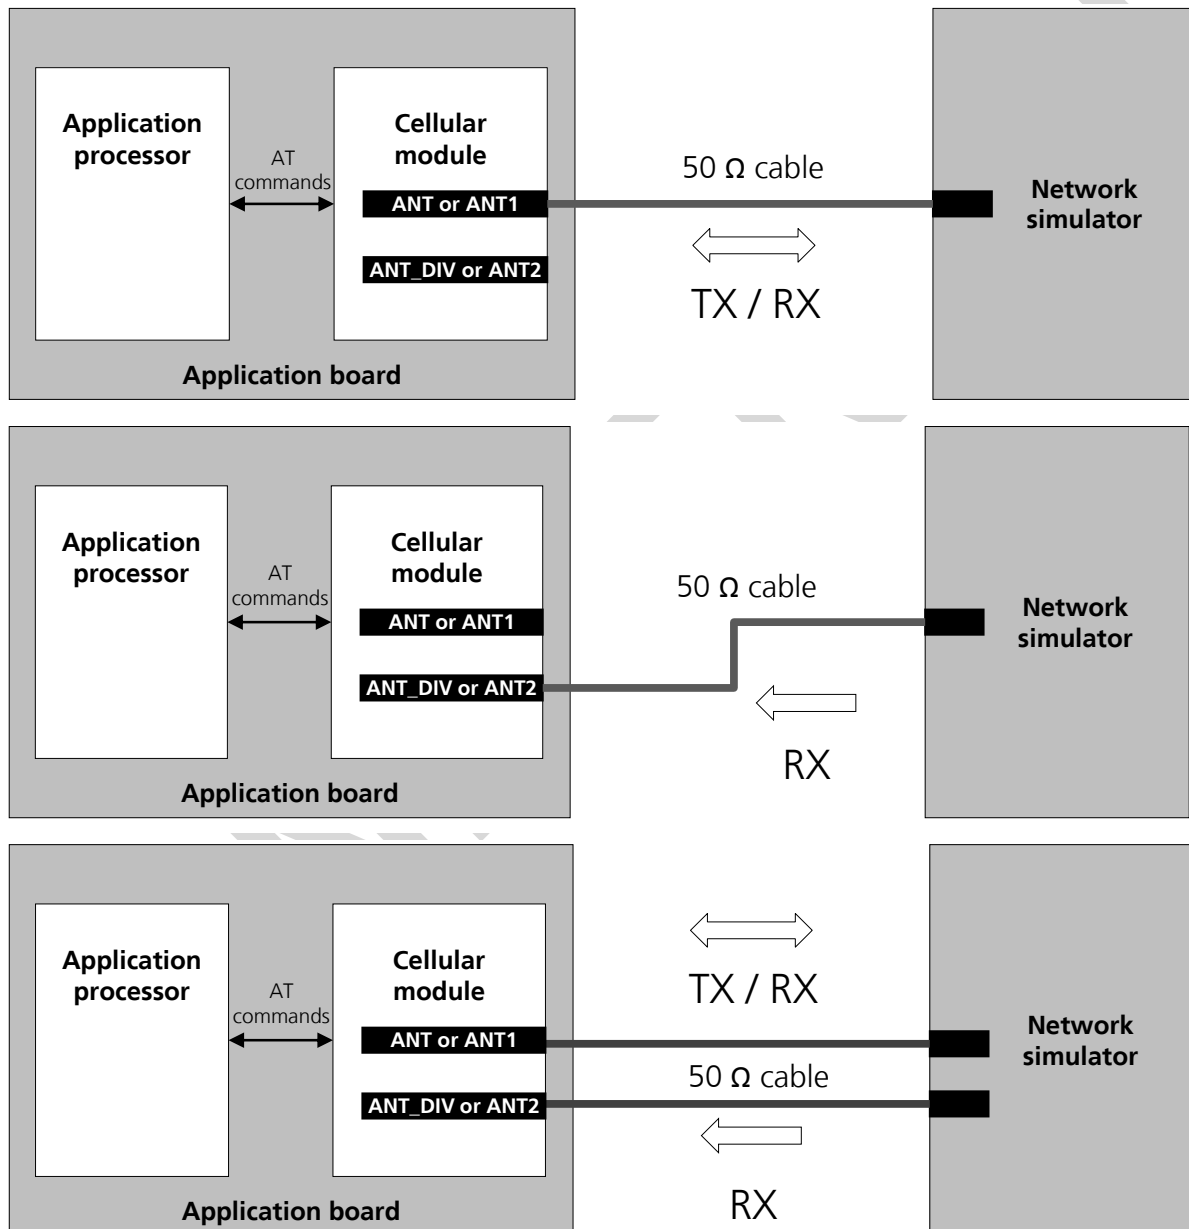 Application
processor
AT
commands
Cellular
module
ANT or ANT1
ANT_DIV or ANT2
Application board
50 Ω cable
TX / RX
Network
simulator
Application
processor
AT
commands
Cellular
module
ANT or ANT1
ANT_DIV or ANT2
Application board
50 Ω cable
RX
Network
simulator
Application
processor
AT
commands
Cellular
module
ANT or ANT1
ANT_DIV or ANT2
Application board
TX / RX
50 Ω cable
RX
Network
simulator